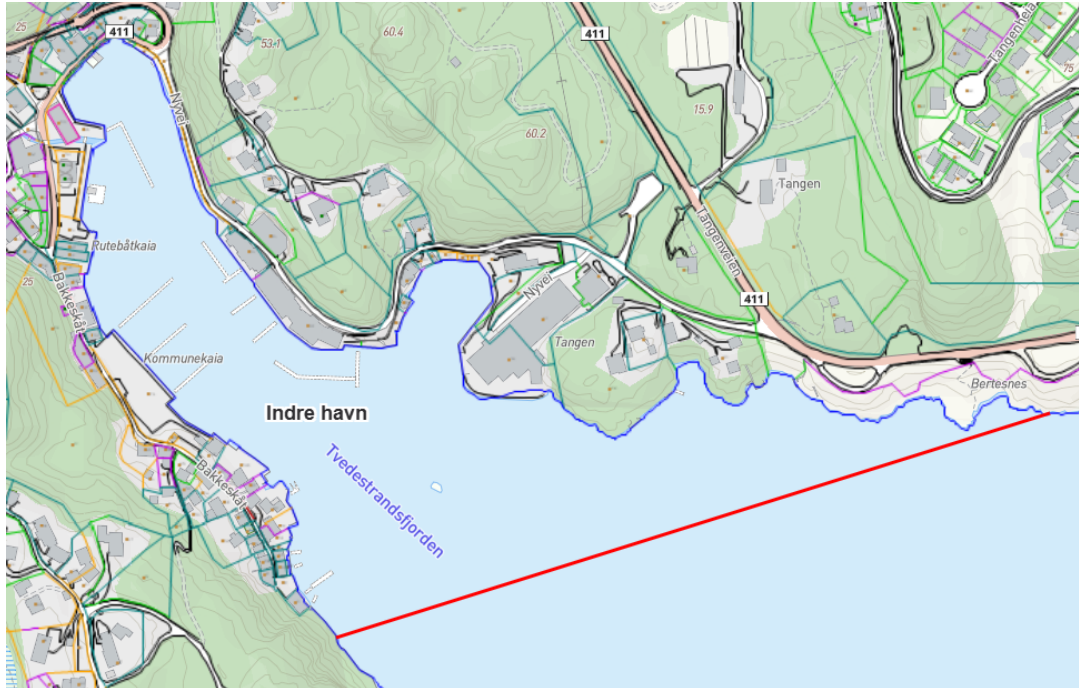 25
411
53.1
60.4
411
Tangenheia
75
Nyvei
15.9
60.2
Tangen
Rutebåtkaia
Tangenveien
25
Bakkeskåt
Nyvei
411
Kommunekaia
Tangen
Bertesnes
Indre havn
Tvedestrandsfjorden
Bakkeskåt